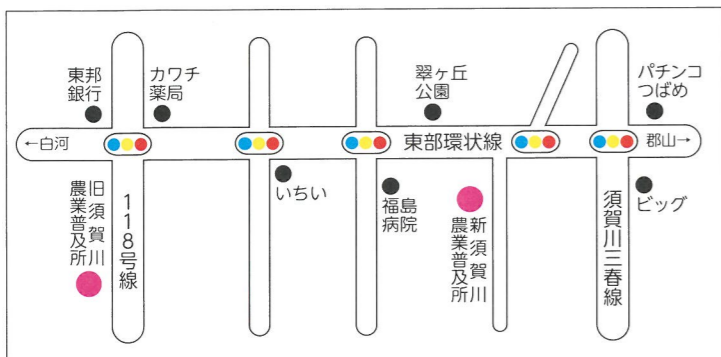 東邦
銀行
カワチ
薬局
翠ヶ丘
公園
パチンコ
つばめ
←白河
東部環状線
郡山→
旧須賀川
農業普及所
118号線
いちい
福島
病院
新須賀川
農業普及所
須賀川三春線
ビッグ